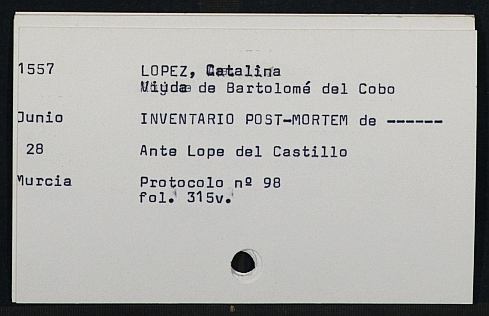 1557 LOPEZ, Catalina
Viuda de Bartolomé del Cobo
Junio INVENTARIO POST-MORTEM de ------
28 Ante Lope del Castillo
Murcia Protocolo nº 98
fol. 315v.